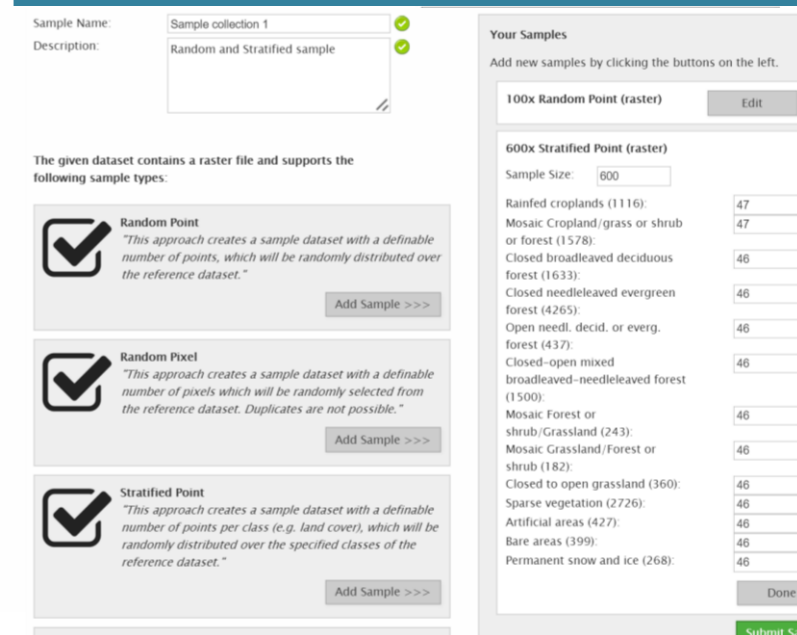 Sample Name:
Sample collection 1
Description:
Random and Stratified sample
The given dataset contains a raster file and supports the
following sample types:
Random Point
"This approach creates a sample dataset with a definable
number of points, which will be randomly distributed over
the reference dataset."
Add Sample >>>
Random Pixel
"This approach creates a sample dataset with a definable
number of pixels which will be randomly selected from
the reference dataset. Duplicates are not possible."
Add Sample >>>
Stratified Point
"This approach creates a sample dataset with a definable
number of points per class (e.g. land cover), which will be
randomly distributed over the specified classes of the
reference dataset."
Add Sample >>>
Your Samples
Add new samples by clicking the buttons on the left.
100x Random Point (raster)
Edit
600x Stratified Point (raster)
Sample Size: 600
Rainfed croplands (1116): 47
Mosaic Cropland/grass or shrub 47
or forest (1578):
Closed broadleaved deciduous 46
forest (1633):
Closed needleleaved evergreen 46
forest (4265):
Open needl. decid. or everg. 46
forest (437):
Closed-open mixed 46
broadleaved-needleleaved forest
(1500):
Mosaic Forest or 46
shrub/Grassland (243):
Mosaic Grassland/Forest or 46
shrub (182):
Closed to open grassland (360): 46
Sparse vegetation (2726): 46
Artificial areas (427): 46
Bare areas (399): 46
Permanent snow and ice (268): 46
Done
Submit